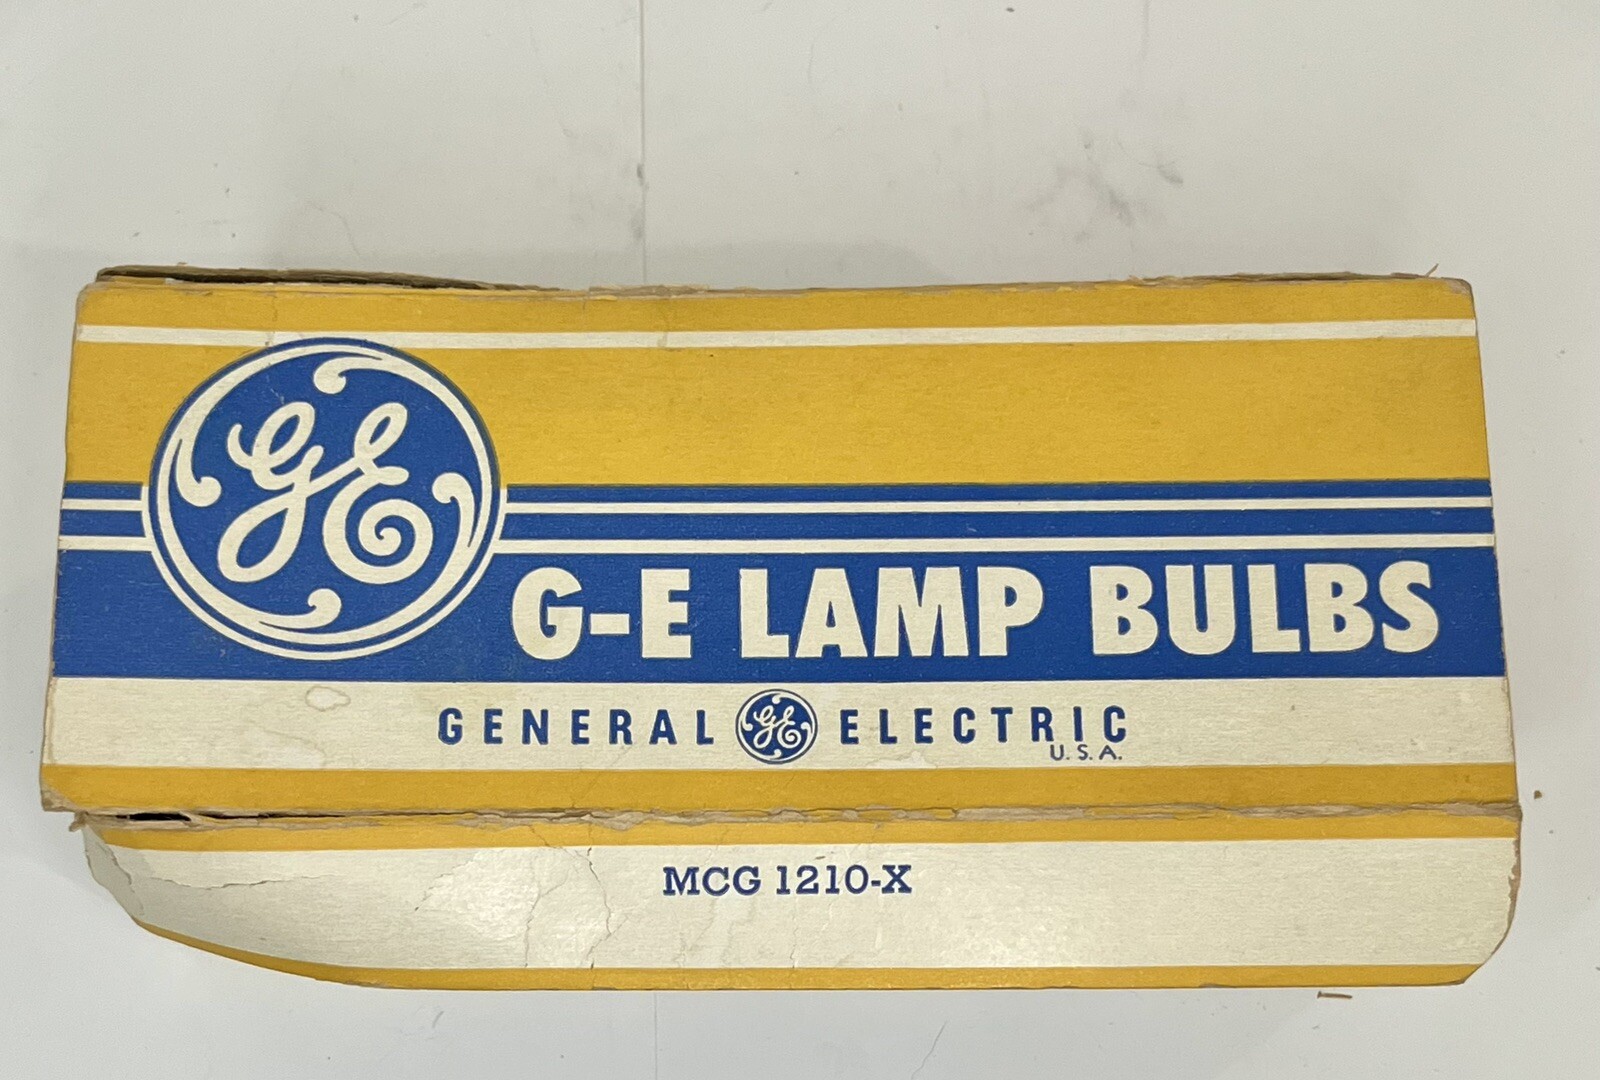 GE
G-E LAMP BULBS
GENERAL GE ELECTRIC
U.S.A.
MCG 1210-X